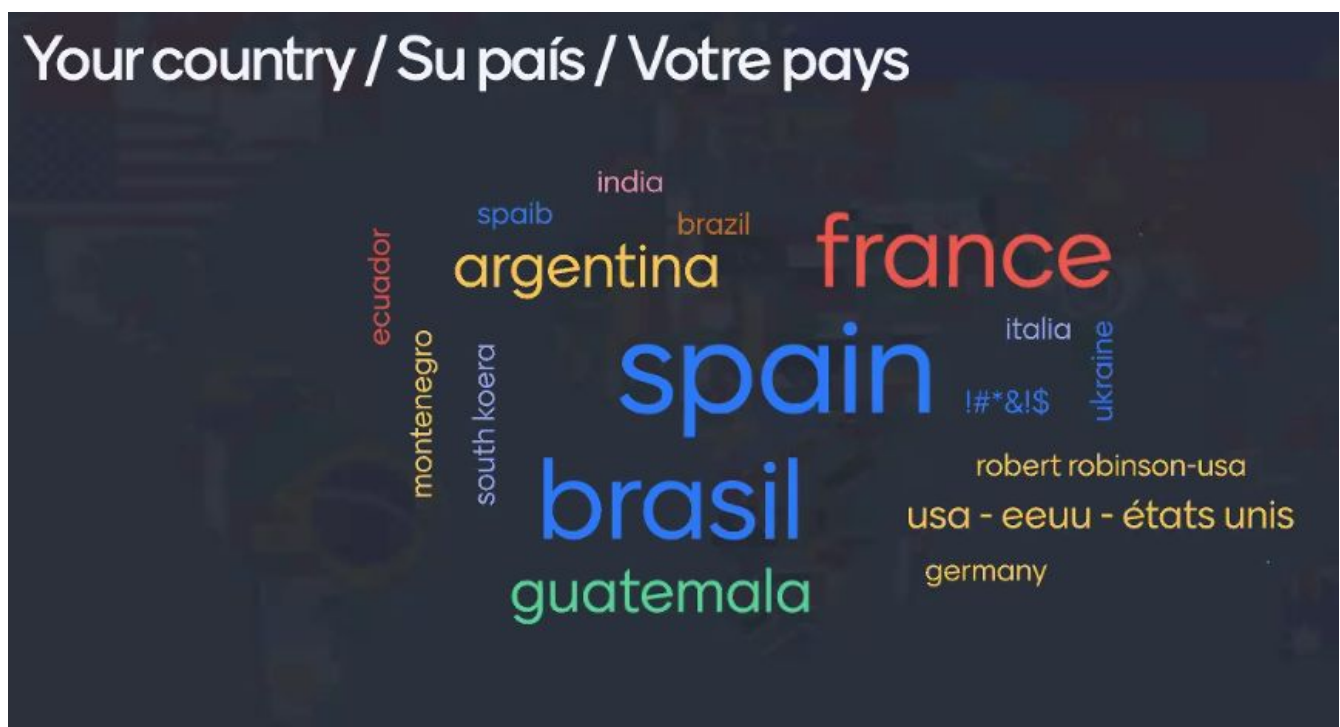 Your country / Su país / Votre pays
india
spaib
brazil
ecuador
argentina
france
italia
ukraine
montenegro
south koera
spain
!#*&!$
brasil
robert robinson-usa
usa - eeuu - états unis
germany
guatemala